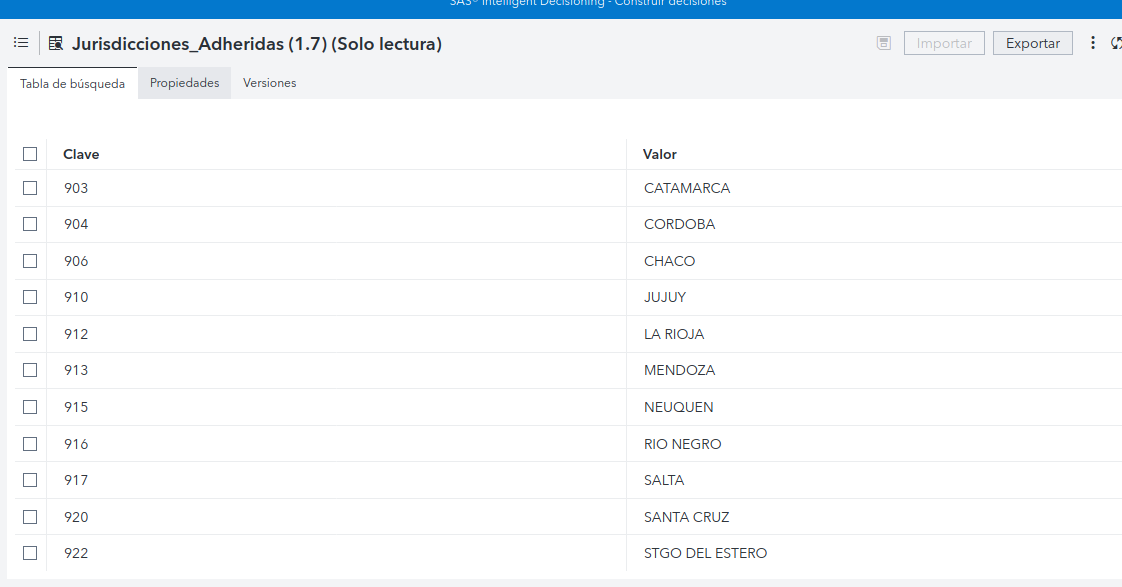 SAS® Intelligent Decisioning - Construir decisiones
Jurisdicciones_Adheridas (1.7) (Solo lectura)
Importar
Exportar
Tabla de búsqueda
Propiedades
Versiones
Clave Valor
903 CATAMARCA
904 CORDOBA
906 CHACO
910 JUJUY
912 LA RIOJA
913 MENDOZA
915 NEUQUEN
916 RIO NEGRO
917 SALTA
920 SANTA CRUZ
922 STGO DEL ESTERO